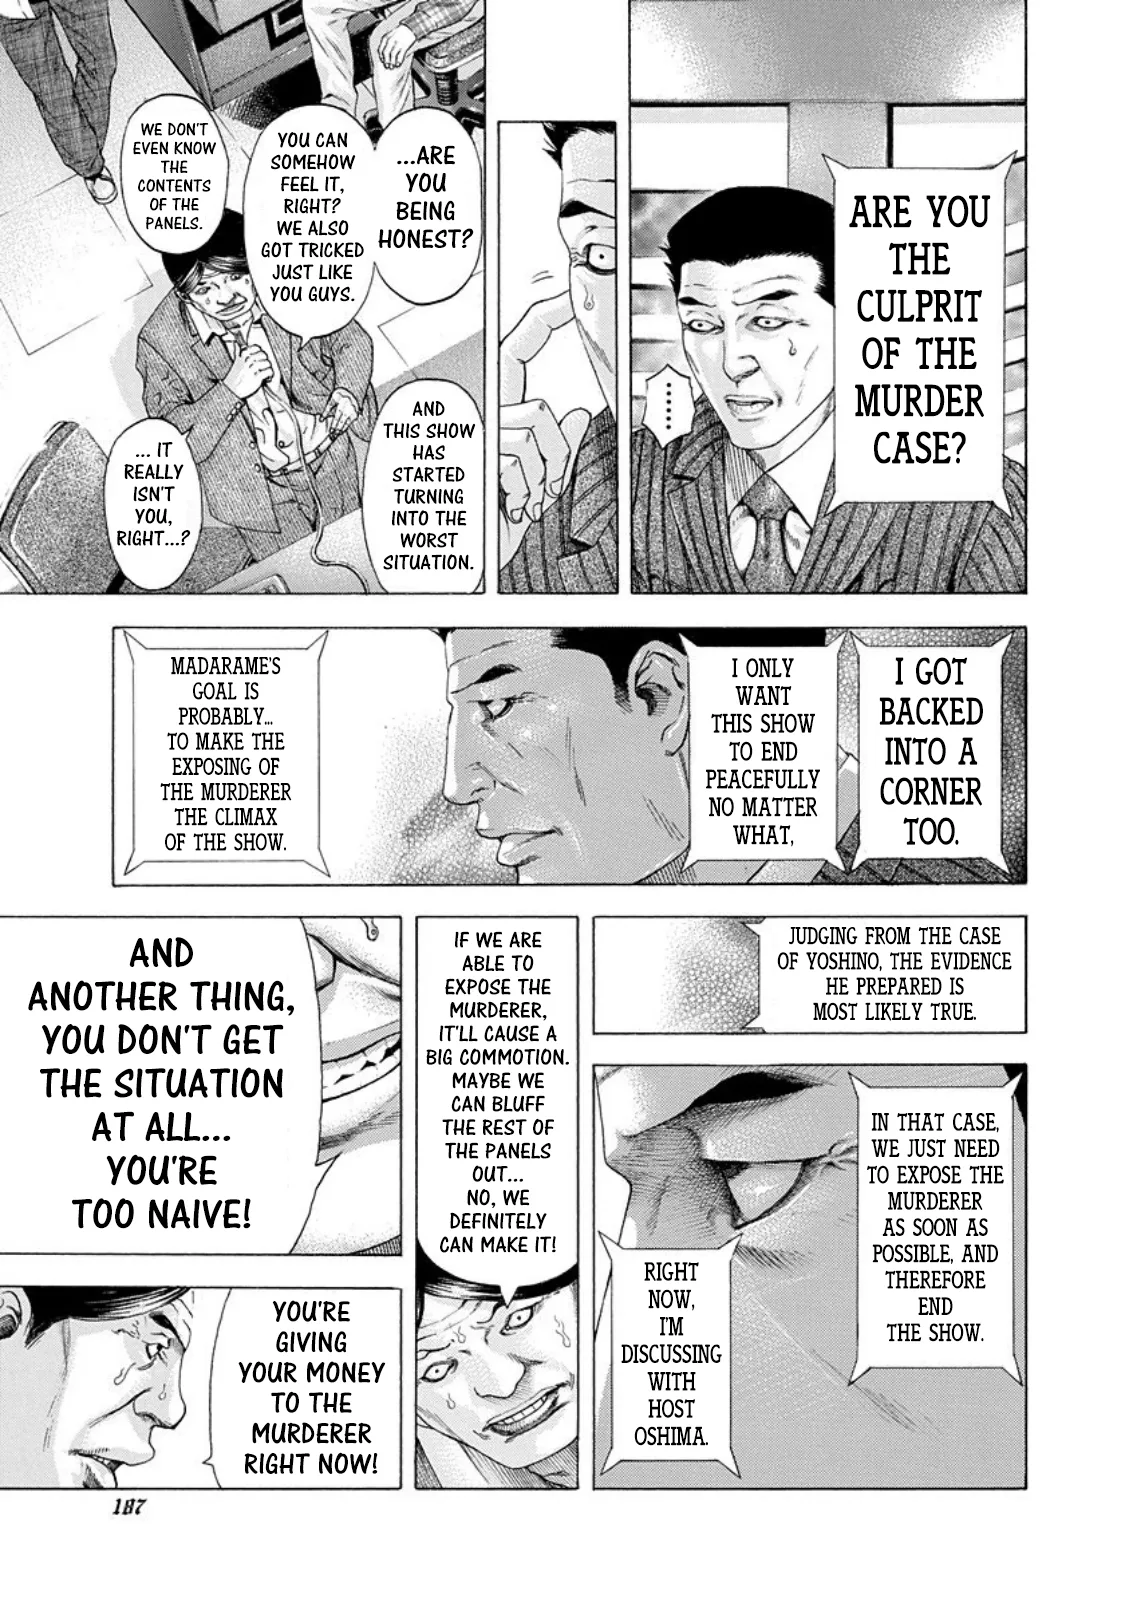 ARE YOU
THE
CULPRIT
OF THE
MURDER
CASE?
........
...ARE
YOU
BEING
HONEST?
YOU CAN
SOMEHOW
FEEL IT,
RIGHT?
WE ALSO
GOT TRICKED
JUST LIKE
YOU GUYS.
WE DON'T
EVEN KNOW
THE
CONTENTS
OF THE
PANELS.
AND
THIS SHOW
HAS
STARTED
TURNING
INTO THE
WORST
SITUATION.
... IT
REALLY
ISN'T
YOU,
RIGHT...?
I GOT
BACKED
INTO A
CORNER
TOO.
I ONLY
WANT
THIS SHOW
TO END
PEACEFULLY
NO MATTER
WHAT,
MADARAME'S
GOAL IS
PROBABLY...
TO MAKE THE
EXPOSING OF
THE MURDERER
THE CLIMAX
OF THE SHOW.
JUDGING FROM THE CASE
OF YOSHINO, THE EVIDENCE
HE PREPARED IS
MOST LIKELY TRUE.
IN THAT CASE,
WE JUST NEED
TO EXPOSE THE
MURDERER
AS SOON AS
POSSIBLE, AND
THEREFORE
END
THE SHOW.
RIGHT
NOW,
I'M
DISCUSSING
WITH
HOST
OSHIMA.
IF WE ARE
ABLE TO
EXPOSE THE
MURDERER,
IT'LL CAUSE A
BIG COMMOTION.
MAYBE WE
CAN BLUFF
THE REST OF
THE PANELS
OUT...
NO, WE
DEFINITELY
CAN MAKE IT!
AND
ANOTHER THING,
YOU DON'T GET
THE SITUATION
AT ALL...
YOU'RE
TOO NAIVE!
YOU'RE
GIVING
YOUR MONEY
TO THE
MURDERER
RIGHT NOW!
187